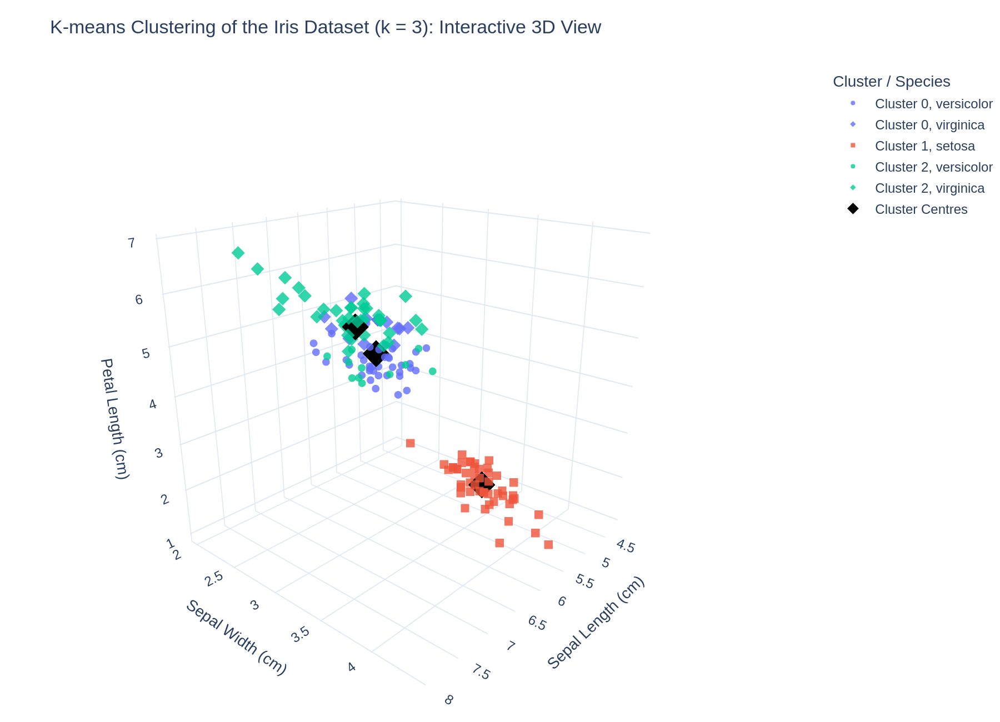 K-means Clustering of the Iris Dataset (k = 3): Interactive 3D View
Cluster / Species
Cluster 0, versicolor
Cluster 0, virginica
Cluster 1, setosa
Cluster 2, versicolor
Cluster 2, virginica
Cluster Centres
7
6
5
4
3
2
1
Petal Length (cm)
2
2.5
3
3.5
4
Sepal Width (cm)
4.5
5
5.5
6
6.5
7
7.5
8
Sepal Length (cm)